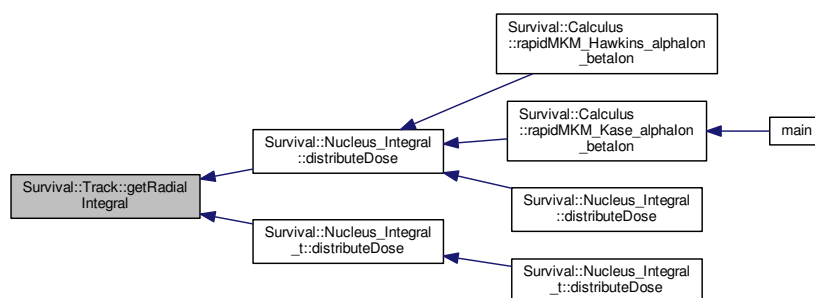 Survival::Calculus
::rapidMKM_Hawkins_alphaIon
_betaIon
Survival::Calculus
::rapidMKM_Kase_alphaIon
_betaIon
main
Survival::Nucleus_Integral
::distributeDose
Survival::Track::getRadial
Integral
Survival::Nucleus_Integral
::distributeDose
Survival::Nucleus_Integral
_t::distributeDose
Survival::Nucleus_Integral
_t::distributeDose